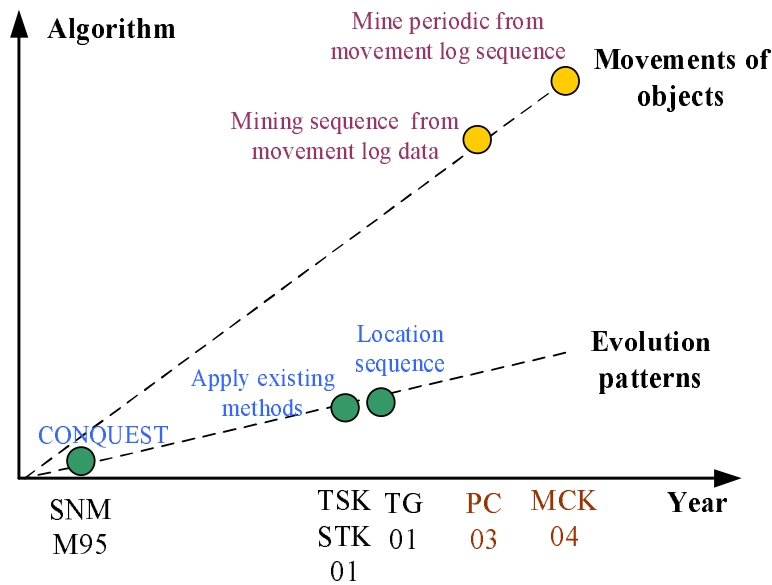 Algorithm
Mine periodic from
movement log sequence
Movements of
objects
Mining sequence from
movement log data
Location
sequence
Evolution
patterns
Apply existing
methods
CONQUEST
SNM
M95
TSK
STK
01
TG
01
PC
03
MCK
04
Year